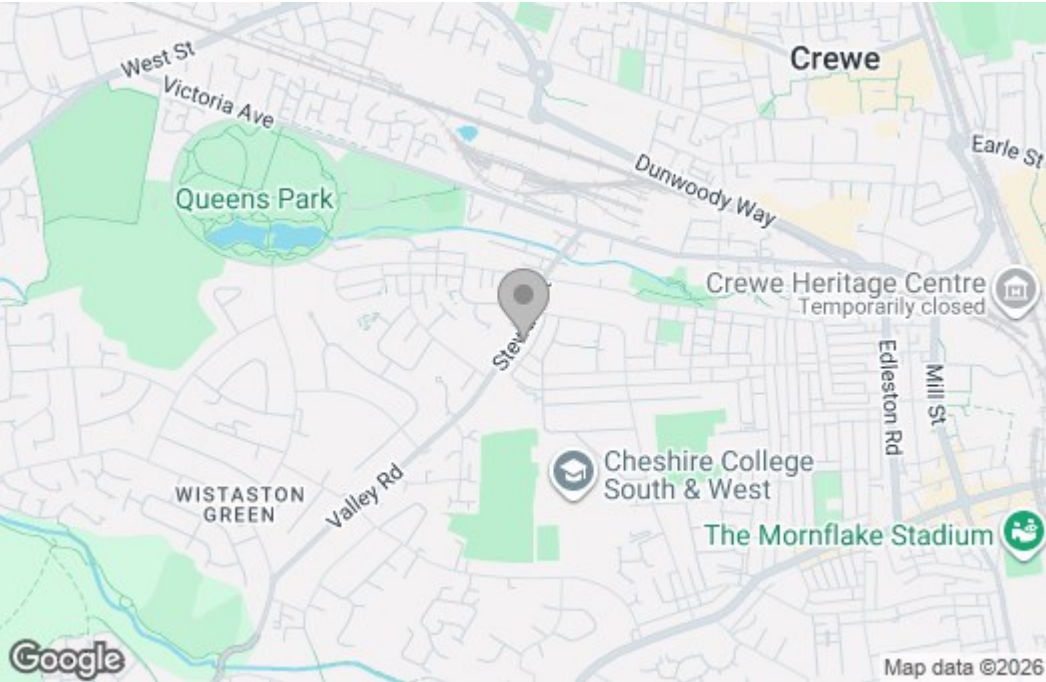 West St
Crewe
Victoria Ave
Earle St
Dunwoody Way
Queens Park
Crewe Heritage Centre
Temporarily closed
Edleston Rd
Mill St
Cheshire College
South & West
Valley Rd
WISTASTON
GREEN
The Mornflake Stadium
Google
Map data ©2026